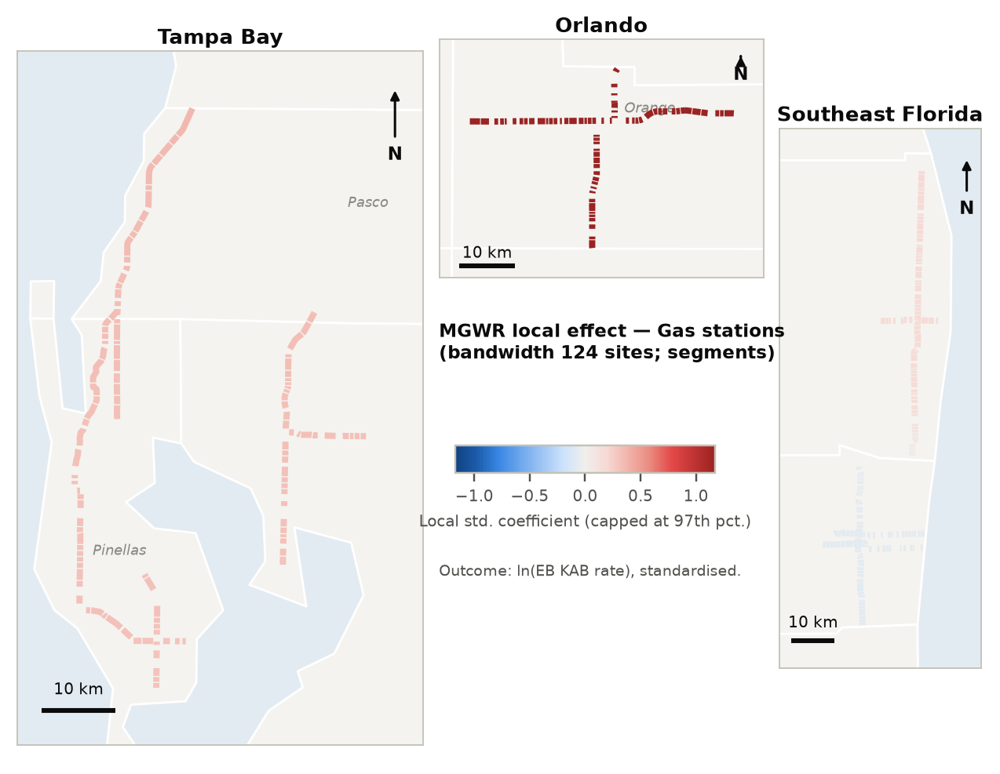 Tampa Bay
N
Pasco
Pinellas
10 km
Orlando
N
Orange
10 km
Southeast Florida
N
10 km
MGWR local effect — Gas stations
(bandwidth 124 sites; segments)
−1.0 −0.5 0.0 0.5 1.0
Local std. coefficient (capped at 97th pct.)
Outcome: ln(EB KAB rate), standardised.